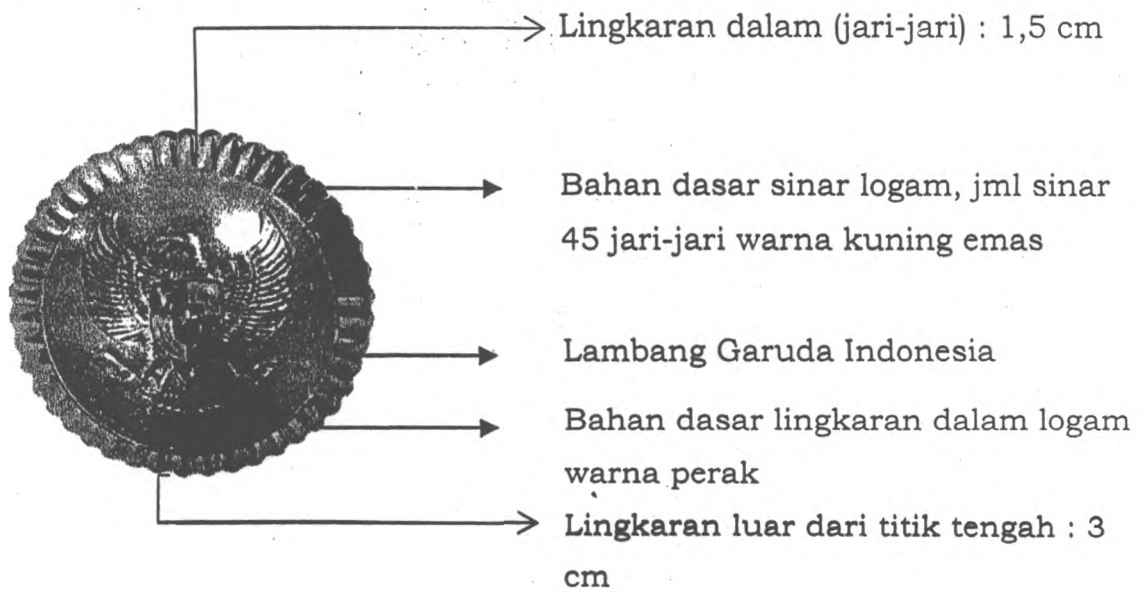 Lingkaran dalam (jari-jari) : 1,5 cm
Bahan dasar sinar logam, jml sinar
45 jari-jari warna kuning emas
Lambang Garuda Indonesia
Bahan dasar lingkaran dalam logam
warna perak
Lingkaran luar dari titik tengah : 3
cm